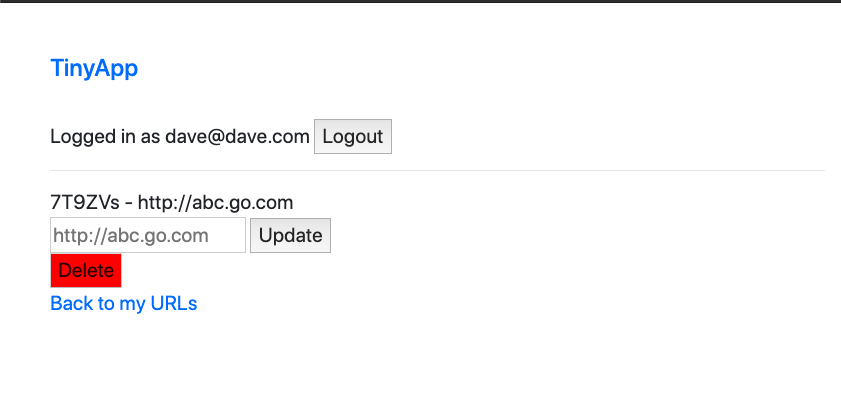 TinyApp
Logged in as dave@dave.com Logout
7T9ZVs - http://abc.go.com
http://abc.go.com Update
Delete
Back to my URLs